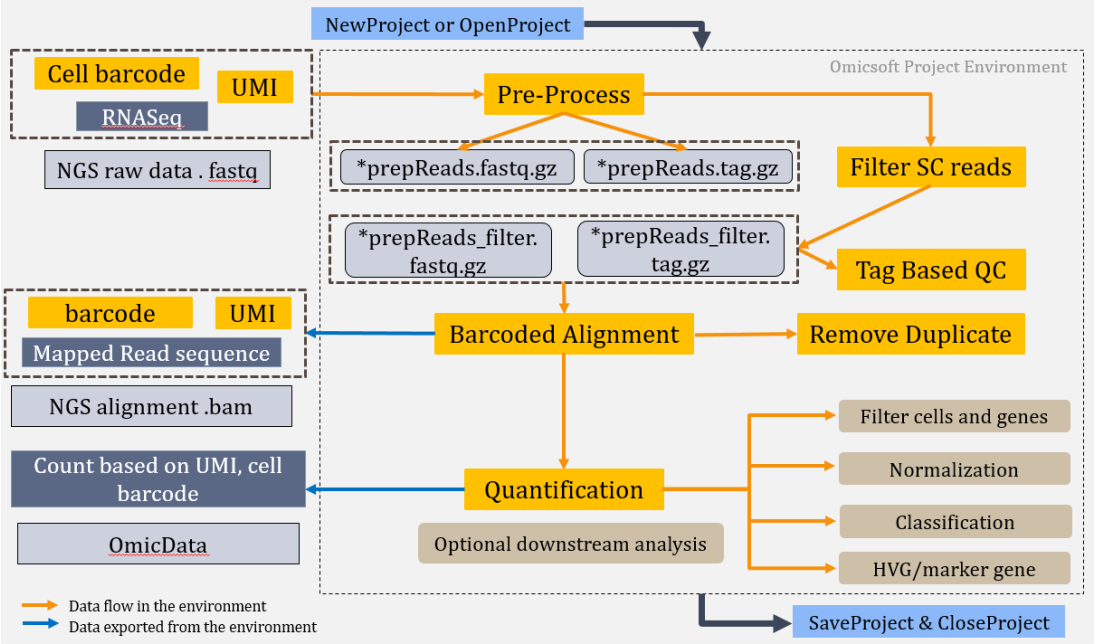 NewProject or OpenProject
Omicsoft Project Environment
Cell barcode
UMI
RNASeq
NGS raw data . fastq
Pre-Process
*prepReads.fastq.gz
*prepReads.tag.gz
Filter SC reads
*prepReads_filter.
fastq.gz
*prepReads_filter.
tag.gz
Tag Based QC
barcode
UMI
Mapped Read sequence
NGS alignment .bam
Barcoded Alignment
Remove Duplicate
Count based on UMI, cell
barcode
OmicData
Quantification
Optional downstream analysis
Filter cells and genes
Normalization
Classification
HVG/marker gene
Data flow in the environment
Data exported from the environment
SaveProject & CloseProject